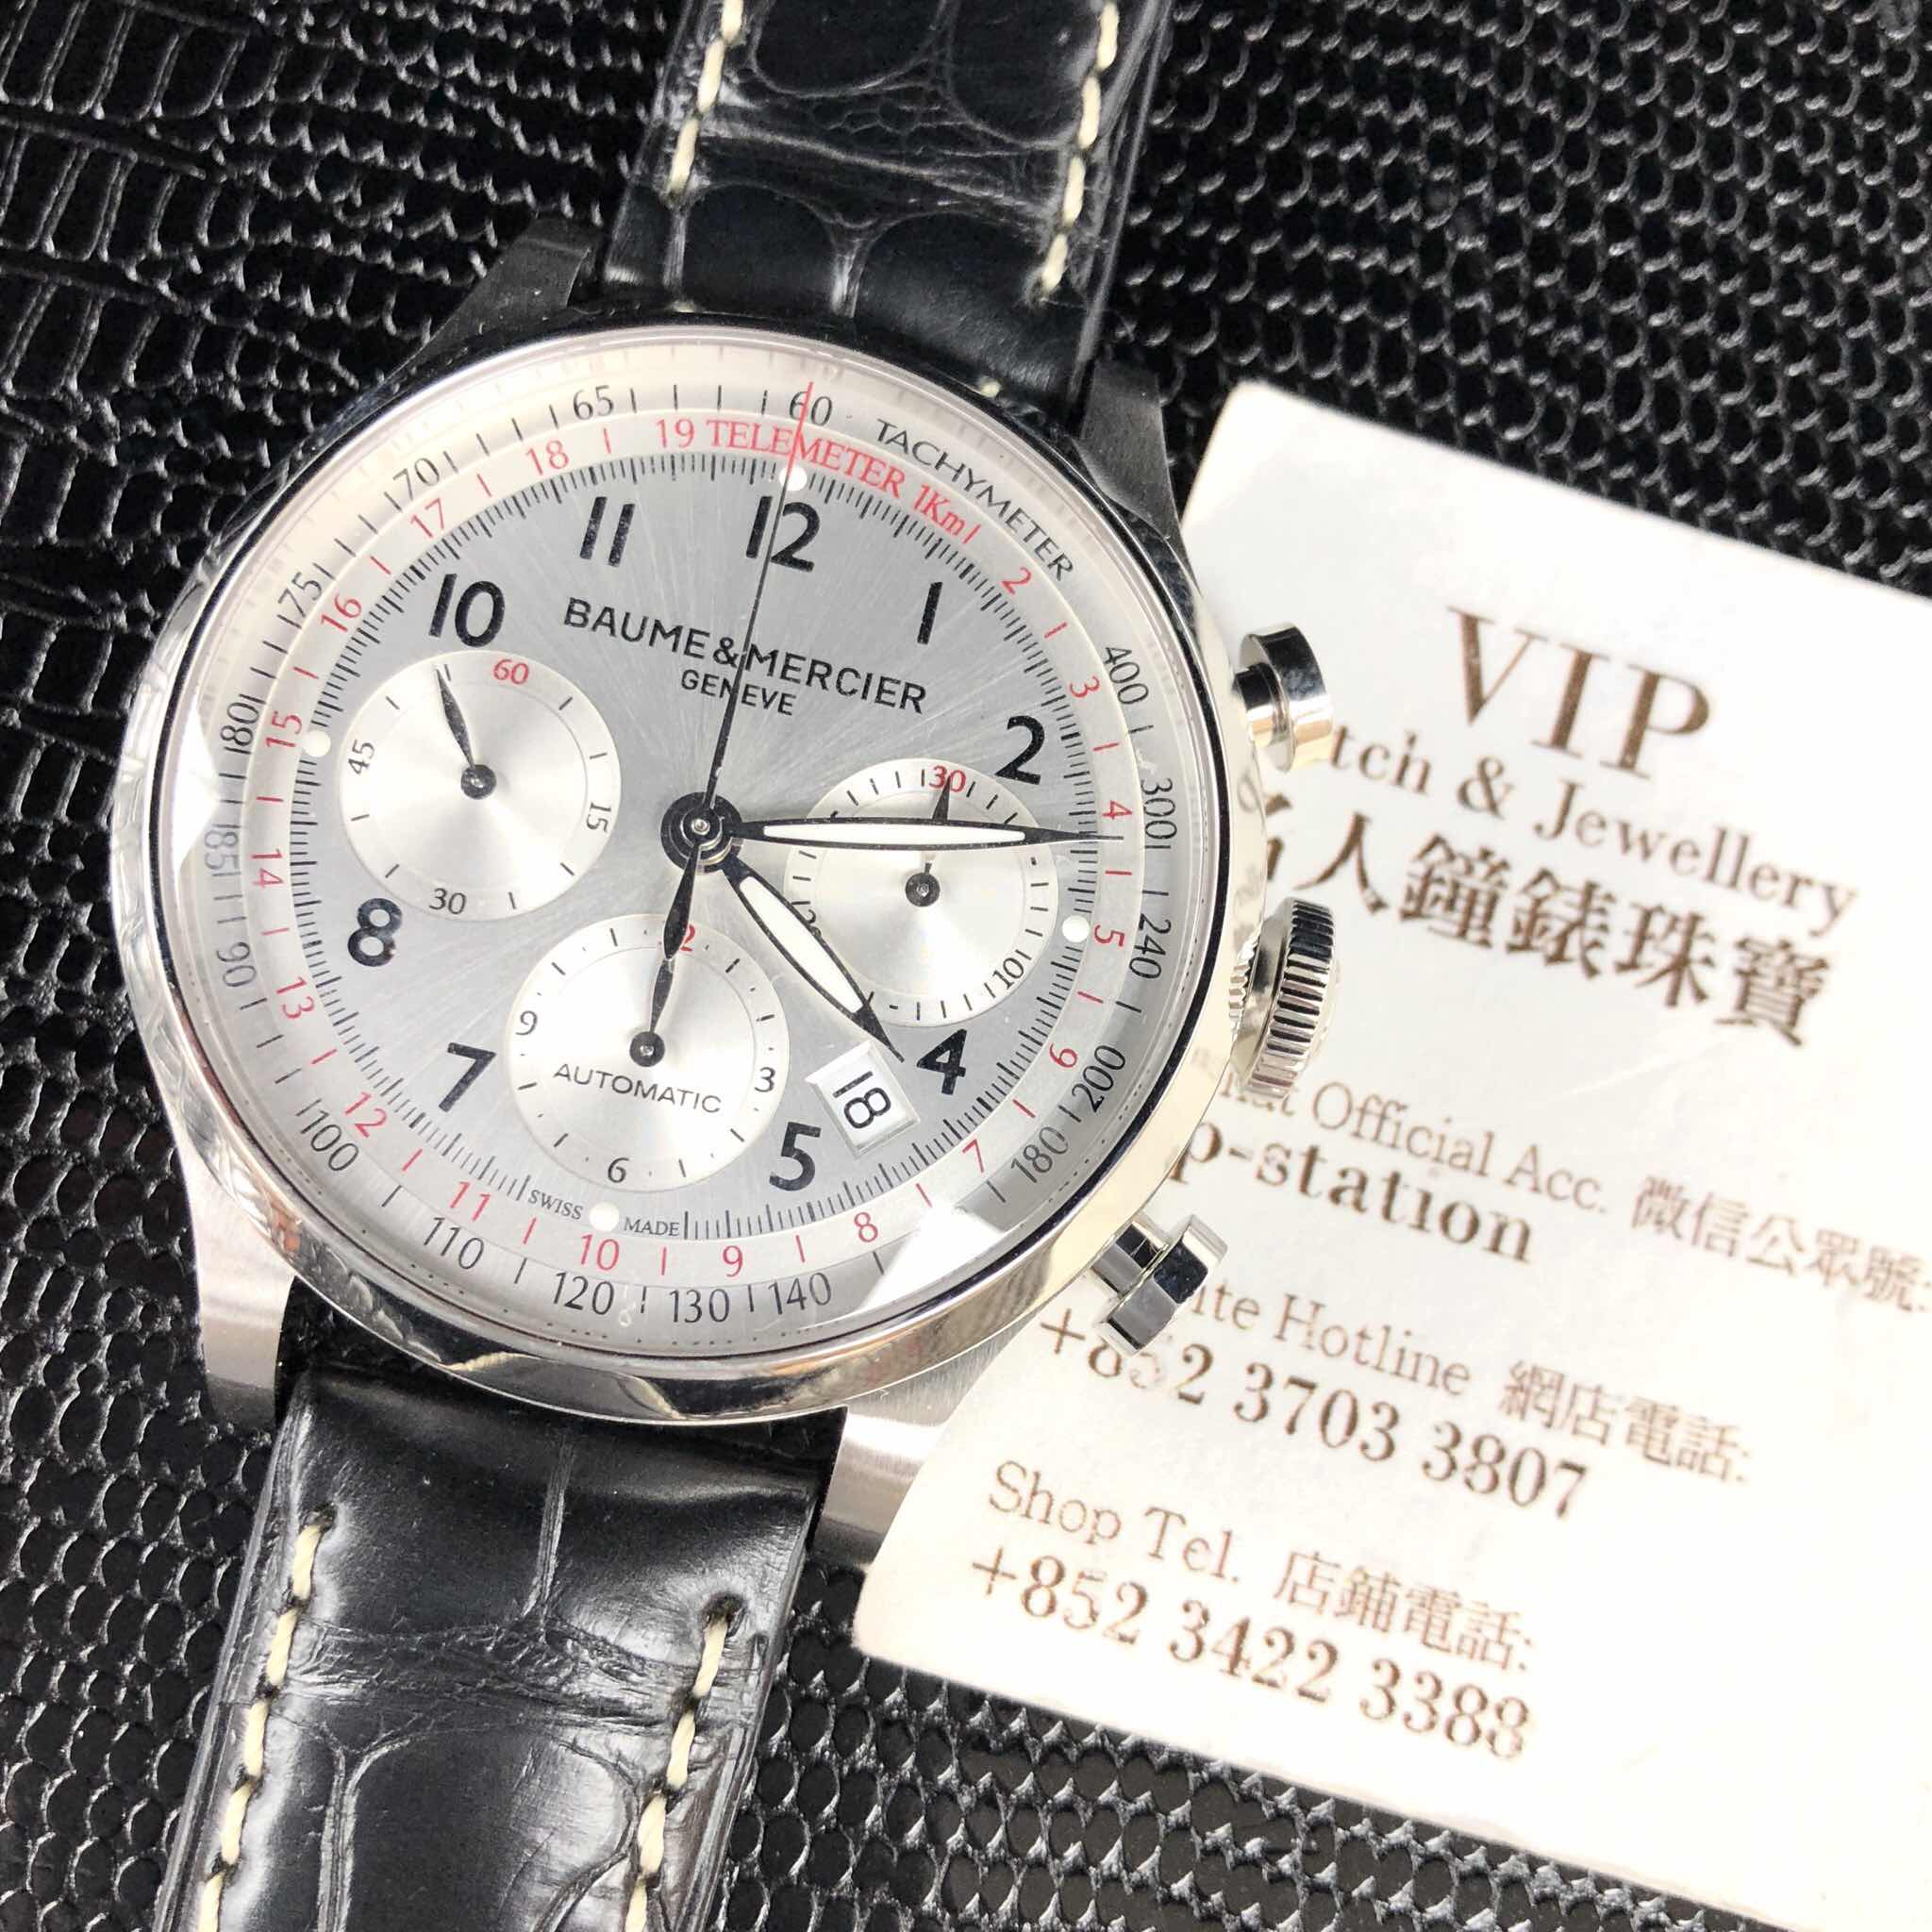 65 60 TACHYMETER
70 18 19 TELEMETER 1Km
17
75 16
11 12 1 2
10 BAUME & MERCIER
GENEVE
3 400
2
180 15
60
45 15
30
30
10
4 300
5 240
185 14
190 13
8
7
12
9 3
AUTOMATIC
6
4
18
5
6 200
7 180
100 12
11 SWISS MADE
110 10 9 8
120 130 140
VIP
& Jewellery
人鐘錶珠寶
Official Acc. 微信公眾號:
p-station
Hotline 網店電話:
+852 3703 3807
Shop Tel. 店鋪電話:
+852 3422 3388